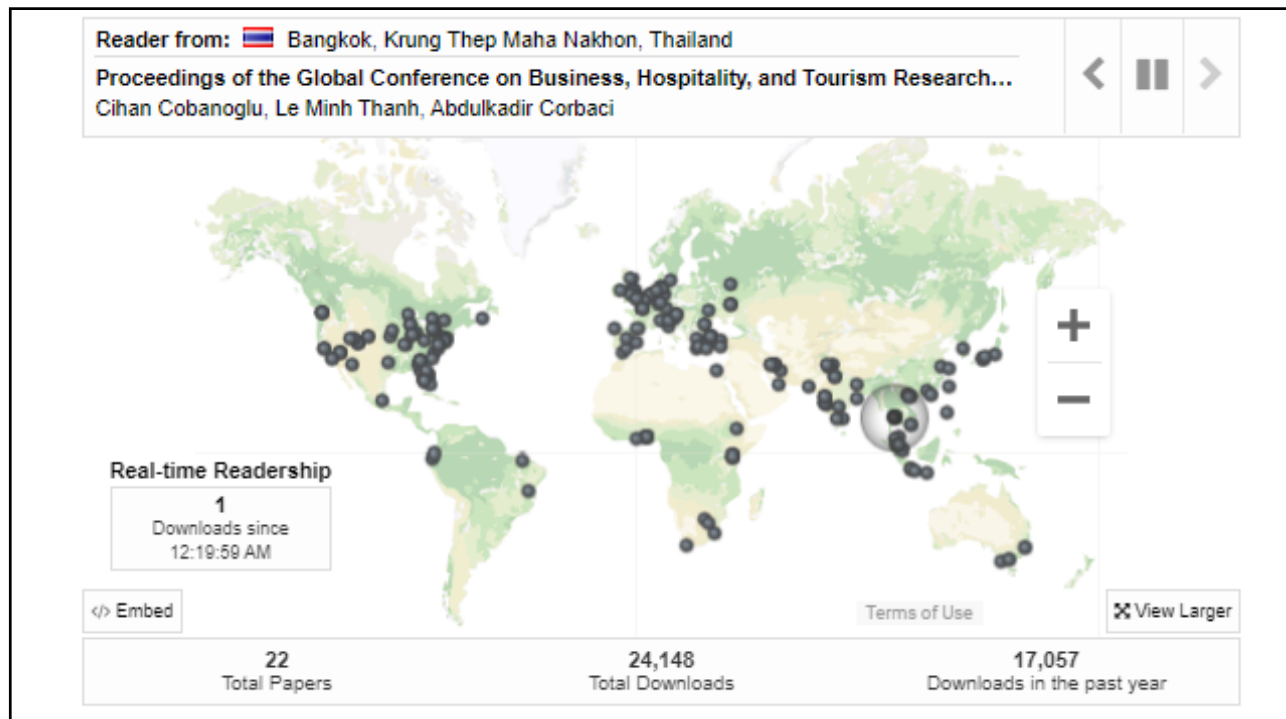 Reader from: Bangkok, Krung Thep Maha Nakhon, Thailand
Proceedings of the Global Conference on Business, Hospitality, and Tourism Research...
Cihan Cobanoglu, Le Minh Thanh, Abdulkadir Corbaci
Real-time Readership
1
Downloads since
12:19:59 AM
</> Embed
Terms of Use
View Larger
22
Total Papers
24,148
Total Downloads
17,057
Downloads in the past year